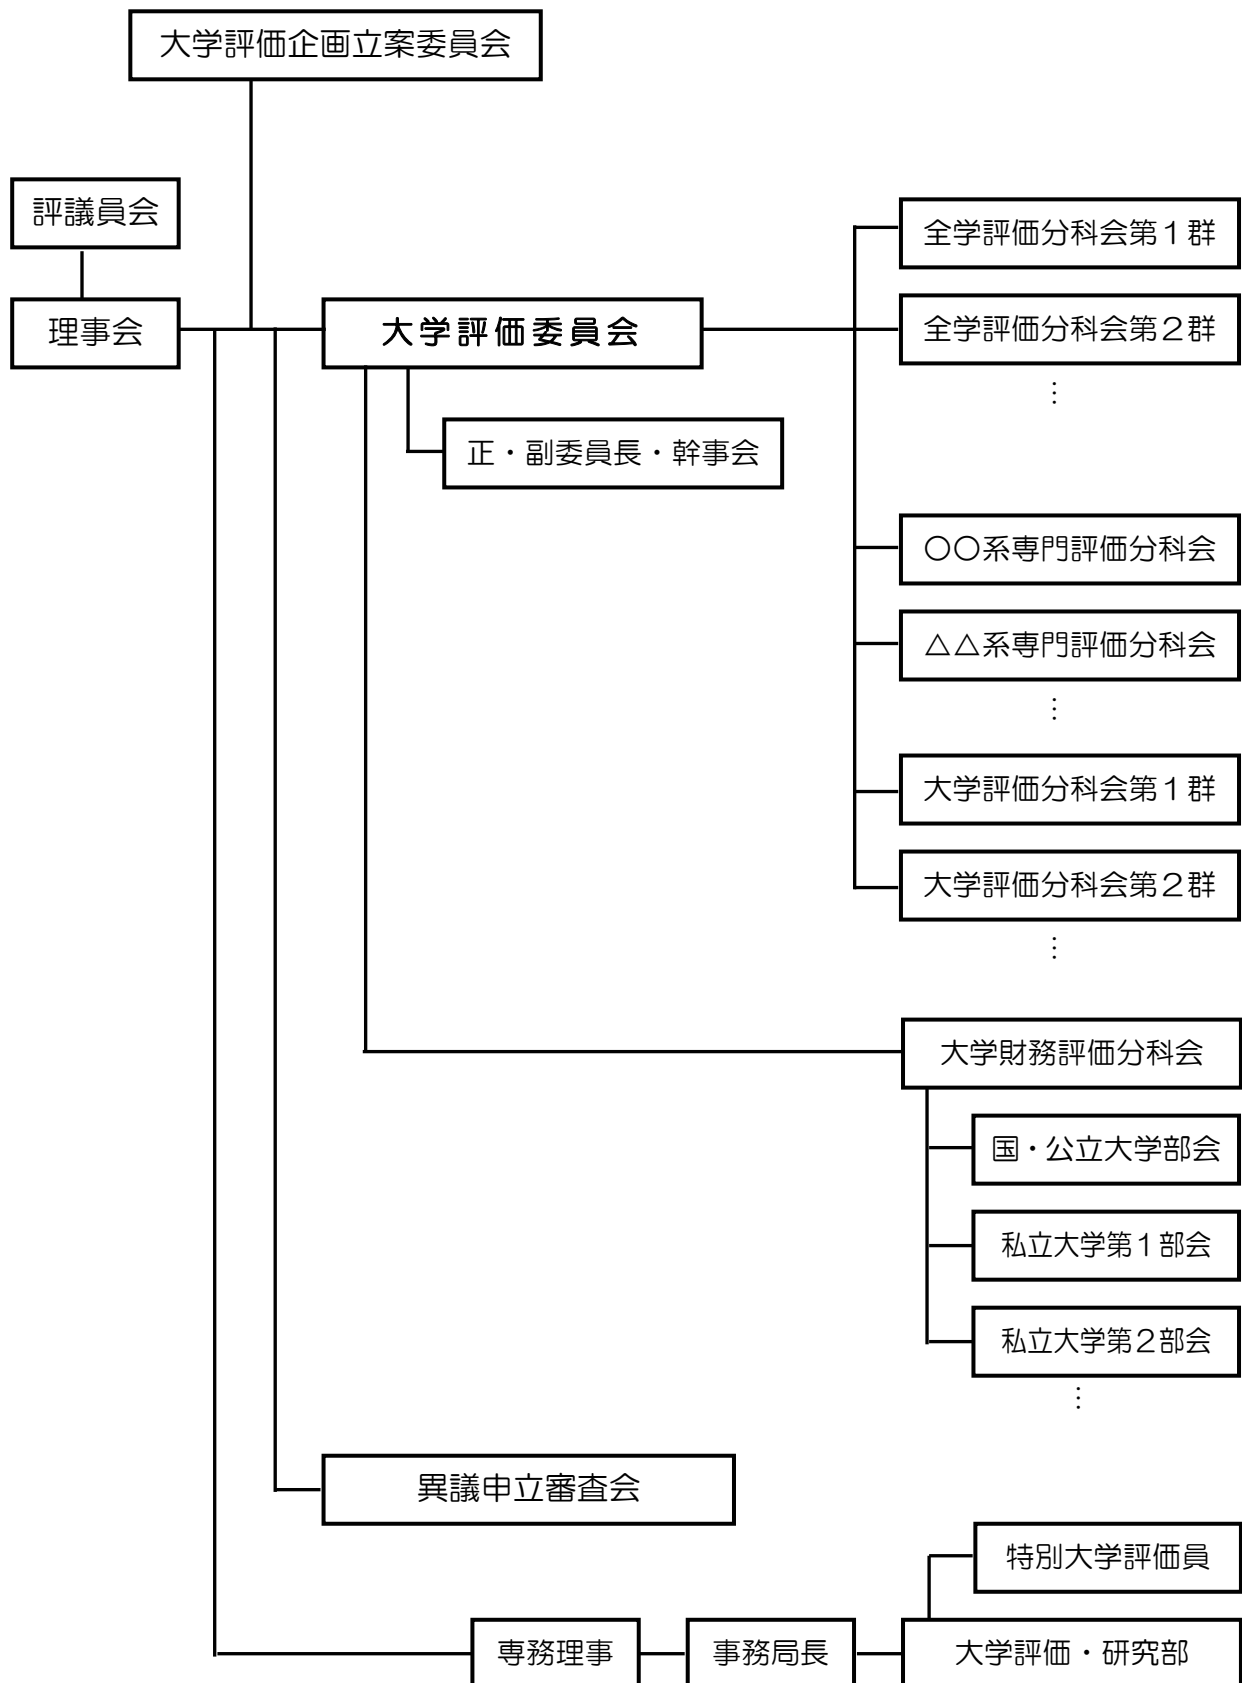 大学評価企画立案委員会
評議員会
理事会
大学評価委員会
正・副委員長・幹事会
全学評価分科会第１群
全学評価分科会第２群
…
〇〇系専門評価分科会
△△系専門評価分科会
…
大学評価分科会第１群
大学評価分科会第２群
…
大学財務評価分科会
国・公立大学部会
私立大学第１部会
私立大学第２部会
…
異議申立審査会
特別大学評価員
専務理事
事務局長
大学評価・研究部